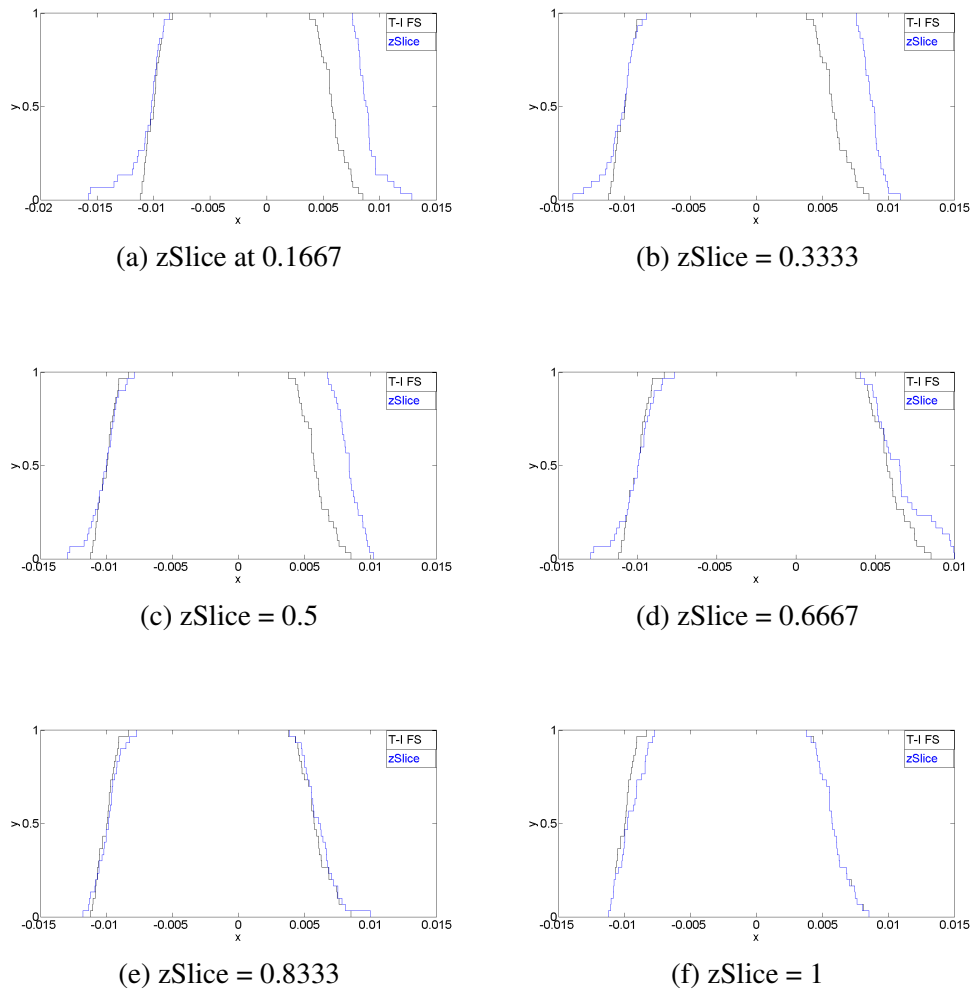 1
T-I FS
zSlice
y
0.5
0
-0.02 -0.015 -0.01 -0.005 0 0.005 0.01 0.015
x
(a) zSlice at 0.1667
1
T-I FS
zSlice
y
0.5
0
-0.015 -0.01 -0.005 0 0.005 0.01 0.015
x
(b) zSlice = 0.3333
1
T-I FS
zSlice
y
0.5
0
-0.015 -0.01 -0.005 0 0.005 0.01 0.015
x
(c) zSlice = 0.5
1
T-I FS
zSlice
y
0.5
0
-0.015 -0.01 -0.005 0 0.005 0.01
x
(d) zSlice = 0.6667
1
T-I FS
zSlice
y
0.5
0
-0.015 -0.01 -0.005 0 0.005 0.01 0.015
x
(e) zSlice = 0.8333
1
T-I FS
zSlice
y
0.5
0
-0.015 -0.01 -0.005 0 0.005 0.01 0.015
x
(f) zSlice = 1